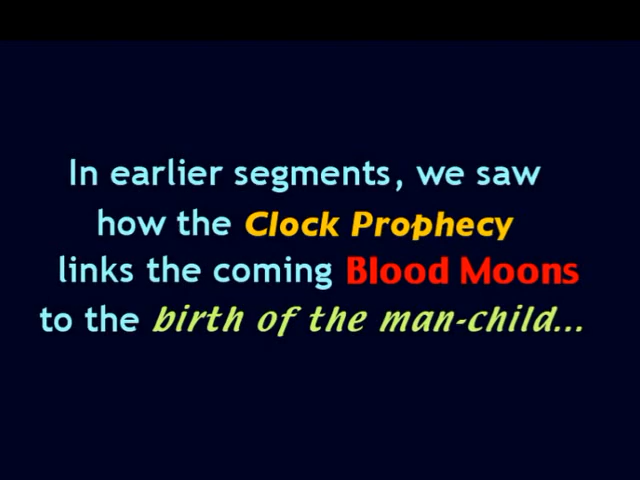 In earlier segments, we saw
how the Clock Prophecy
links the coming Blood Moons
to the birth of the man-child...